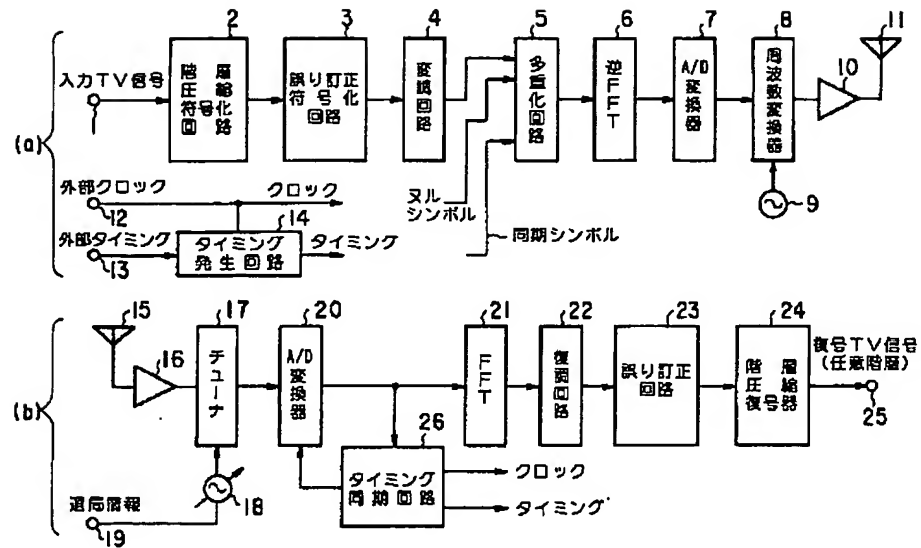 (a)
入力TV信号
2
階層
圧縮
符号化
回路
3
誤り訂正
符号化
回路
4
変調回路
5
多重化回路
6
逆FFT
7
A/D
変換器
8
周波数変換器
9
10
11
外部クロック
12
クロック
外部タイミング
13
14
タイミング
発生回路
タイミング
ヌル
シンボル
同期シンボル
(b)
15
16
17
チューナ
18
選局情報
19
20
A/D
変換器
21
FFT
22
復調回路
23
誤り訂正
回路
24
階層
圧縮
復号器
復号TV信号
(任意階層)
25
26
タイミング
同期回路
クロック
タイミング